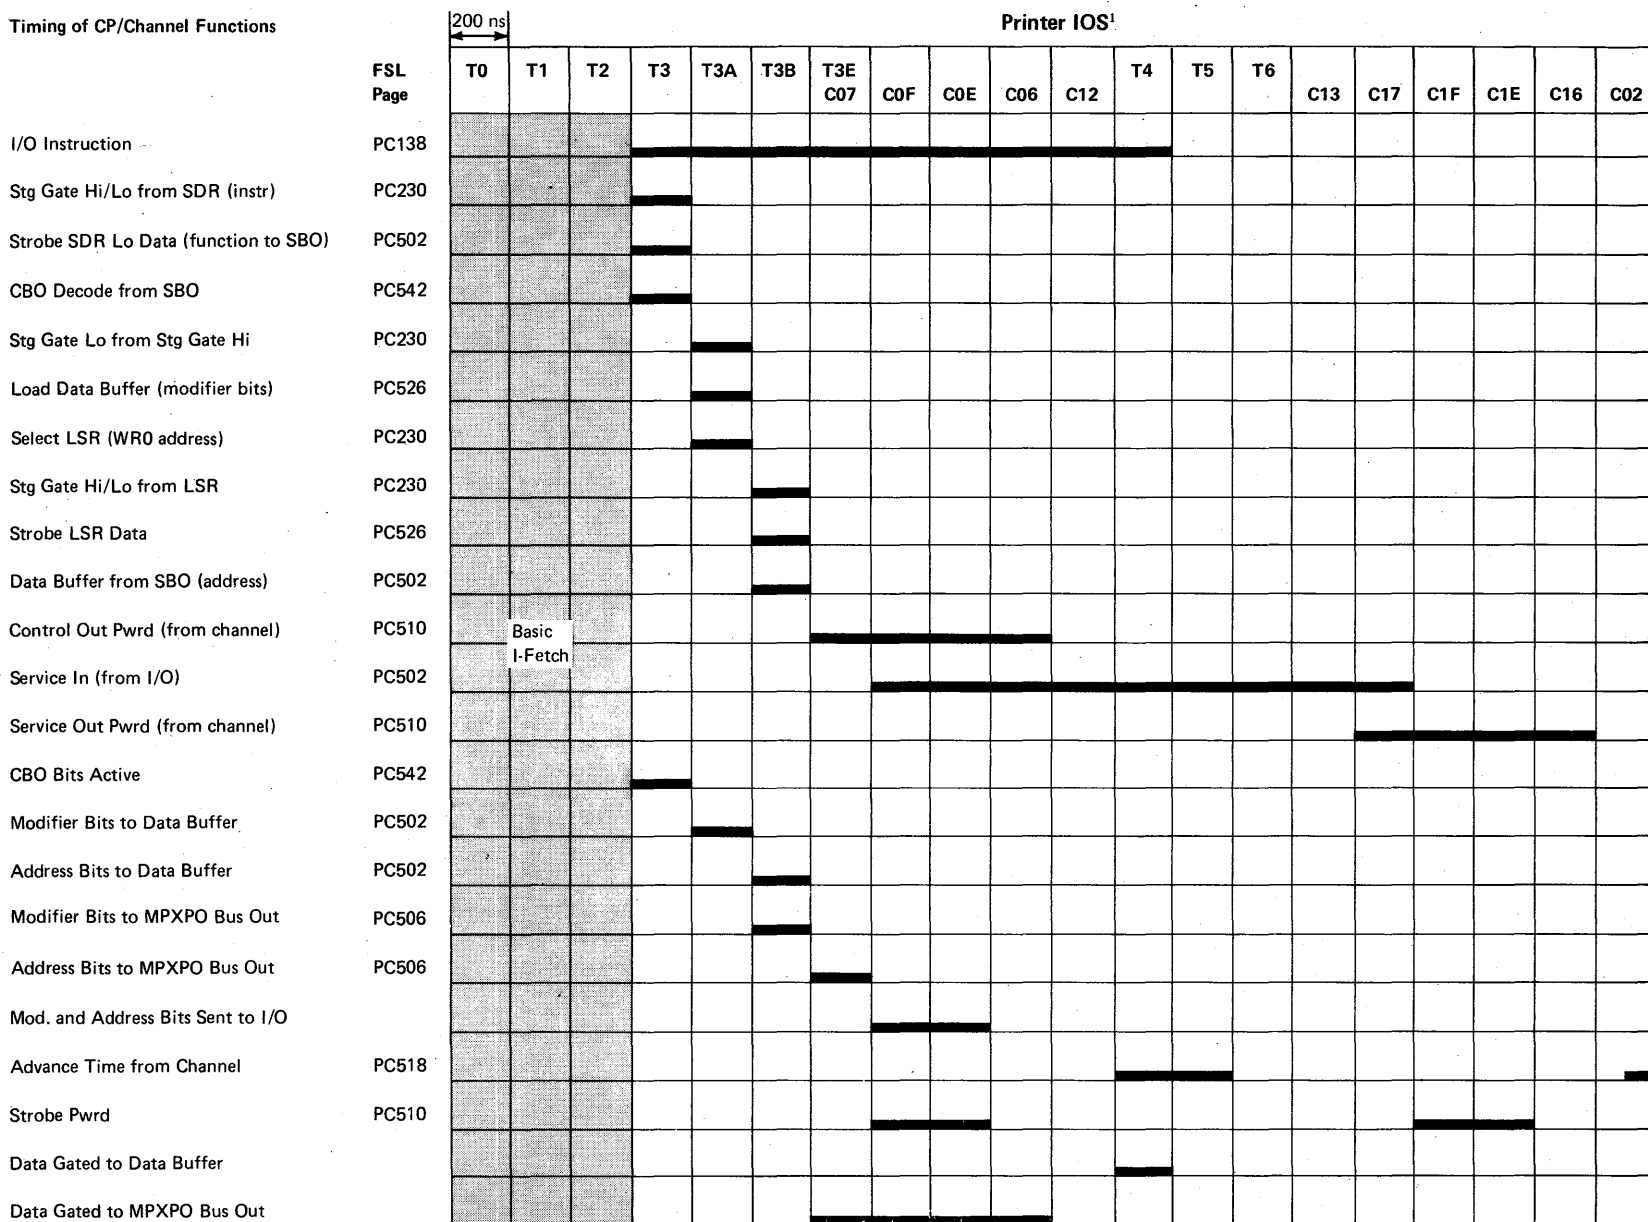 Timing of CP/Channel Functions
200 ns
Printer IOS¹
FSL Page
T0 T1 T2 T3 T3A T3B T3E T4 T5 T6
C07 C0F C0E C06 C12 C13 C17 C1F C1E C16 C02
I/O Instruction PC138
Stg Gate Hi/Lo from SDR (instr) PC230
Strobe SDR Lo Data (function to SBO) PC502
CBO Decode from SBO PC542
Stg Gate Lo from Stg Gate Hi PC230
Load Data Buffer (modifier bits) PC526
Select LSR (WR0 address) PC230
Stg Gate Hi/Lo from LSR PC230
Strobe LSR Data PC526
Data Buffer from SBO (address) PC502
Control Out Pwrd (from channel) PC510
Basic
I-Fetch
Service In (from I/O) PC502
Service Out Pwrd (from channel) PC510
CBO Bits Active PC542
Modifier Bits to Data Buffer PC502
Address Bits to Data Buffer PC502
Modifier Bits to MPXPO Bus Out PC506
Address Bits to MPXPO Bus Out PC506
Mod. and Address Bits Sent to I/O
Advance Time from Channel PC518
Strobe Pwrd PC510
Data Gated to Data Buffer
Data Gated to MPXPO Bus Out